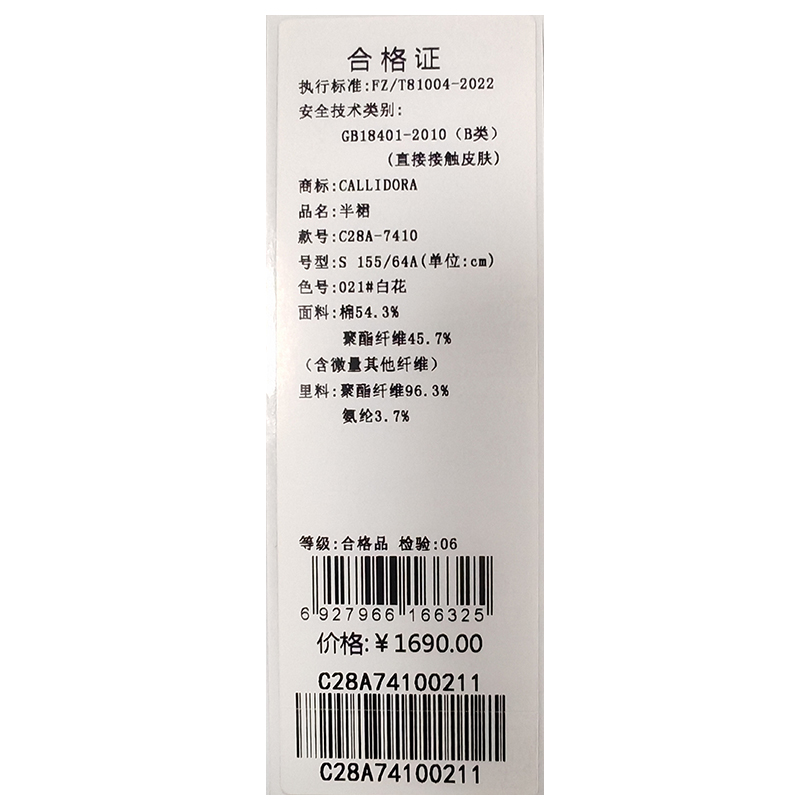 合格证
执行标准:FZ/T81004-2022
安全技术类别:
GB18401-2010（B类）
(直接接触皮肤)
商标:CALLIDORA
品名:半裙
款号:C28A-7410
号型:S 155/64A(单位:cm)
色号:021#白花
面料:棉54.3%
聚酯纤维45.7%
（含微量其他纤维）
里料:聚酯纤维96.3%
氨纶3.7%
等级:合格品 检验:06
6 927966 166325
价格:￥1690.00
C28A74100211
C28A74100211